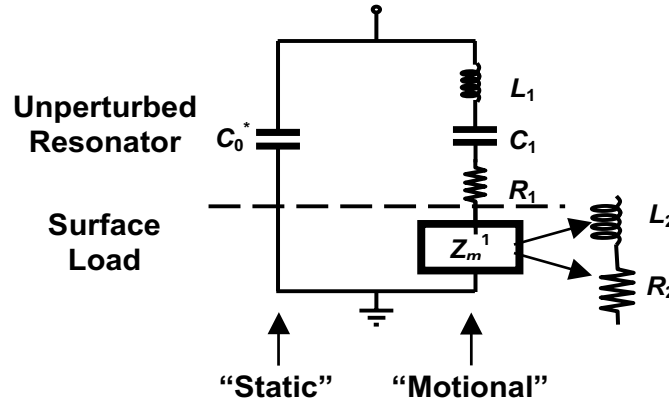 Unperturbed
Resonator
C₀*
L₁
C₁
R₁
Surface
Load
Zₘ¹
L₂
R₂
“Static”
“Motional”